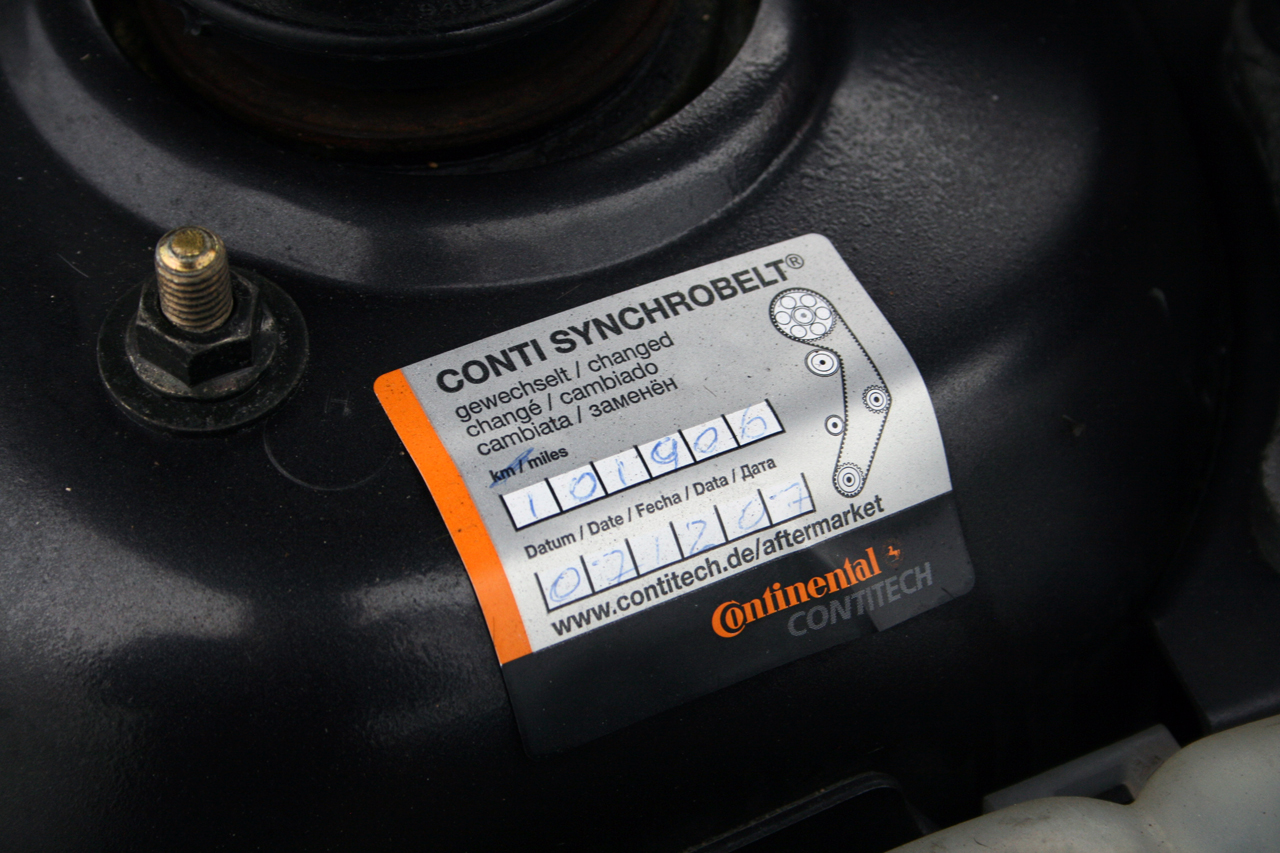 CONTI SYNCHROBELT®
gewechselt / changed
changé / cambiado
cambiata / заменён
km / miles
101906
Datum / Date / Fecha / Data / Дата
071207
www.contitech.de/aftermarket
Continental
CONTITECH